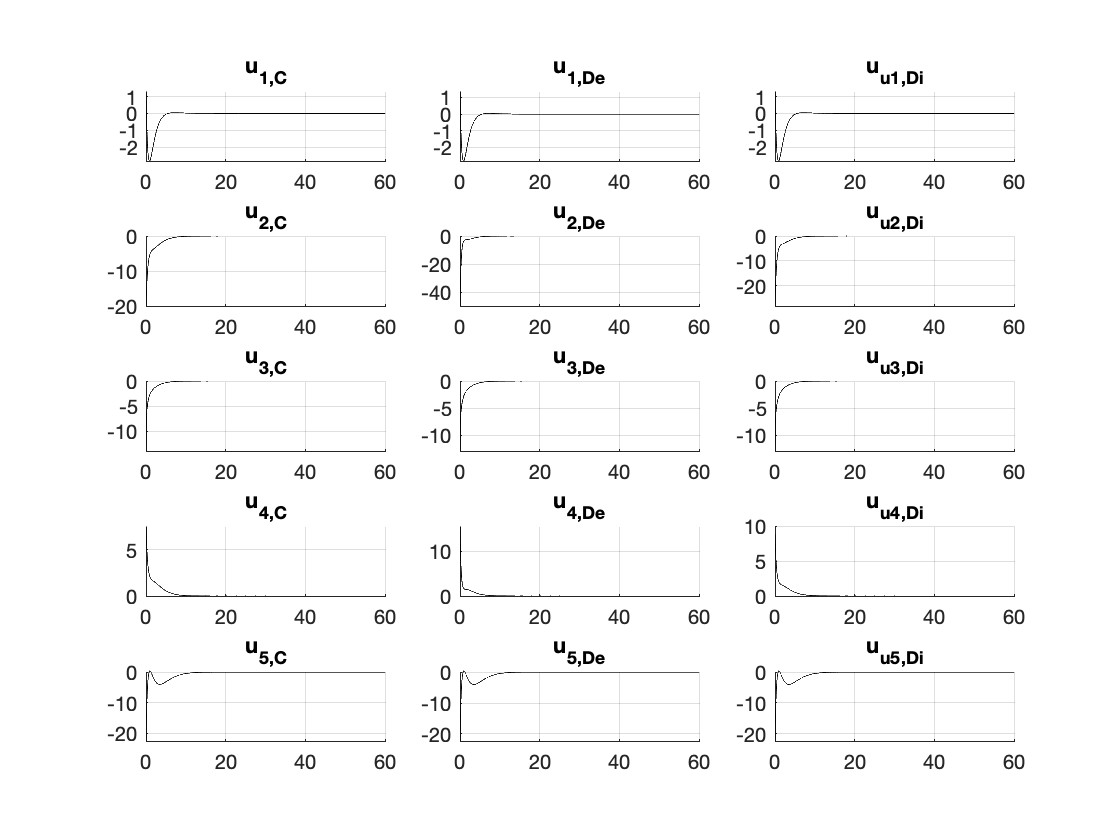 u1,C u1,De uu1,Di
1 1 1
0 0 0
-1 -1 -1
-2 -2 -2
0 20 40 60 0 20 40 60 0 20 40 60
u2,C u2,De uu2,Di
0 0 0
-10 -20 -10
-20 -40 -20
0 20 40 60 0 20 40 60 0 20 40 60
u3,C u3,De uu3,Di
0 0 0
-5 -5 -5
-10 -10 -10
0 20 40 60 0 20 40 60 0 20 40 60
u4,C u4,De uu4,Di
10
5 10 5
0 0 0
0 20 40 60 0 20 40 60 0 20 40 60
u5,C u5,De uu5,Di
0 0 0
-10 -10 -10
-20 -20 -20
0 20 40 60 0 20 40 60 0 20 40 60